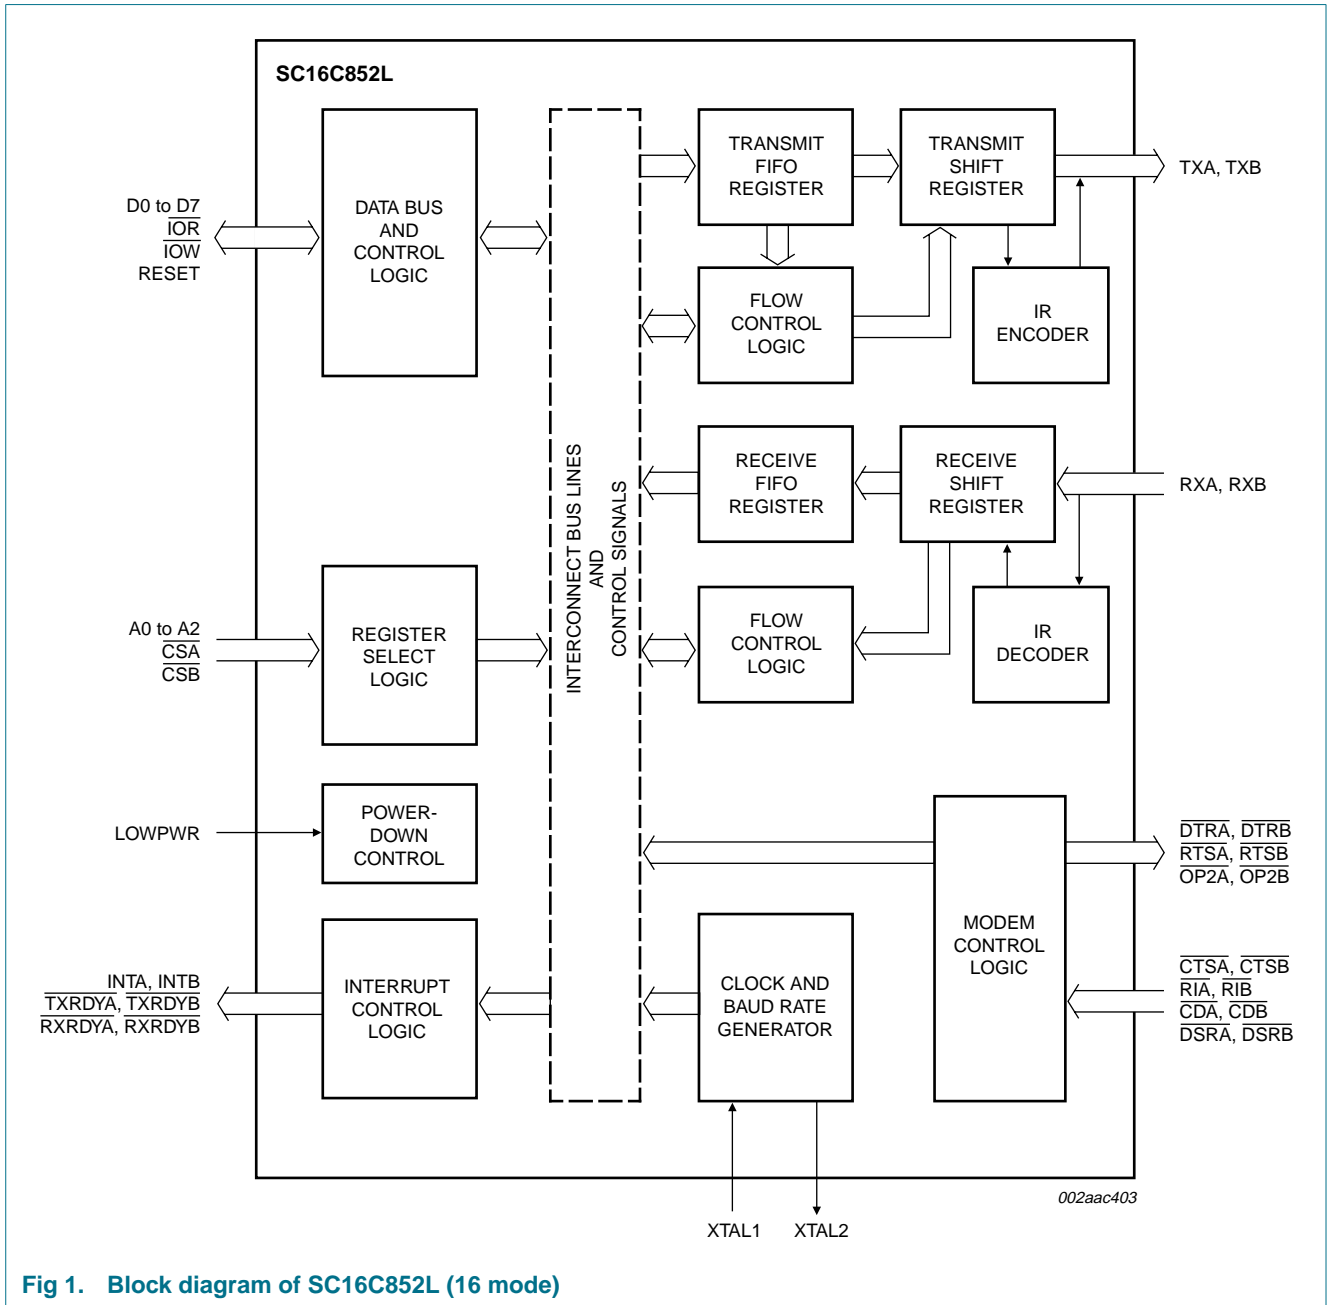 SC16C852L
D0 to D7
IOR
IOW
RESET
DATA BUS
AND
CONTROL
LOGIC
TRANSMIT
FIFO
REGISTER
TRANSMIT
SHIFT
REGISTER
TXA, TXB
FLOW
CONTROL
LOGIC
IR
ENCODER
INTERCONNECT BUS LINES
AND
CONTROL SIGNALS
RECEIVE
FIFO
REGISTER
RECEIVE
SHIFT
REGISTER
RXA, RXB
A0 to A2
CSA
CSB
REGISTER
SELECT
LOGIC
FLOW
CONTROL
LOGIC
IR
DECODER
LOWPWR
POWER-
DOWN
CONTROL
DTRA, DTRB
RTSA, RTSB
OP2A, OP2B
MODEM
CONTROL
LOGIC
INTA, INTB
TXRDYA, TXRDYB
RXRDYA, RXRDYB
INTERRUPT
CONTROL
LOGIC
CLOCK AND
BAUD RATE
GENERATOR
CTSA, CTSB
RIA, RIB
CDA, CDB
DSRA, DSRB
XTAL1
XTAL2
002aac403
Fig 1. Block diagram of SC16C852L (16 mode)